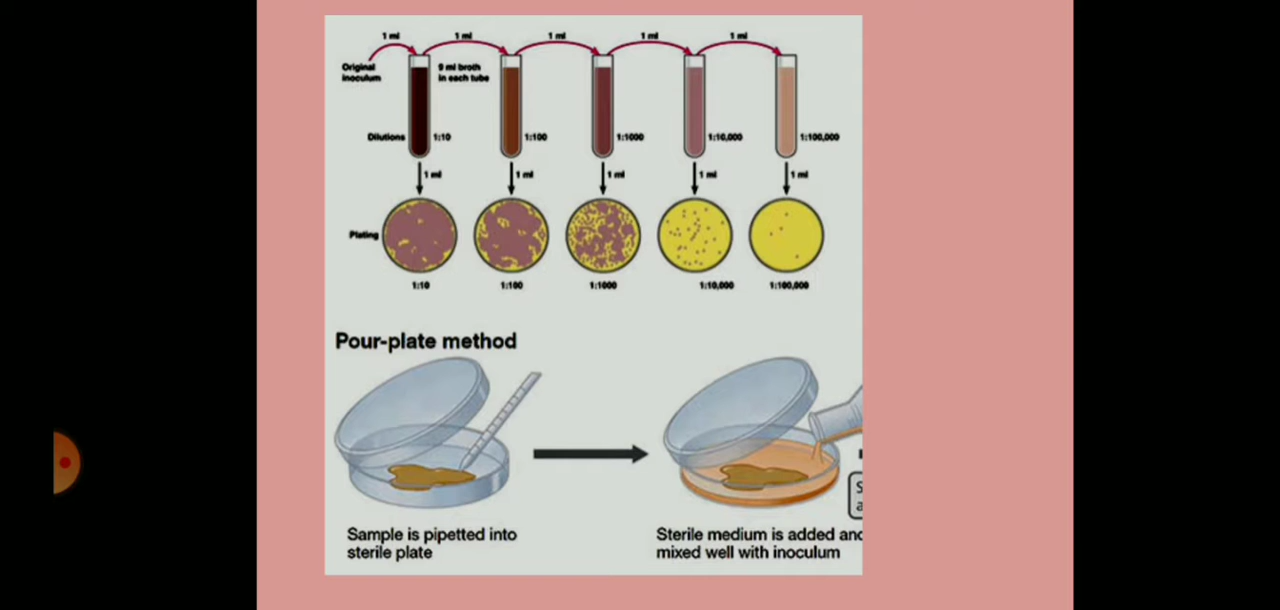 1 ml
1 ml
1 ml
1 ml
1 ml
Original
inoculum
9 ml broth
in each tube
Dilutions
1:10
1:100
1:1000
1:10,000
1:100,000
1 ml
1 ml
1 ml
1 ml
1 ml
Plating
1:10
1:100
1:1000
1:10,000
1:100,000
Pour-plate method
Sample is pipetted into
sterile plate
Sterile medium is added and
mixed well with inoculum